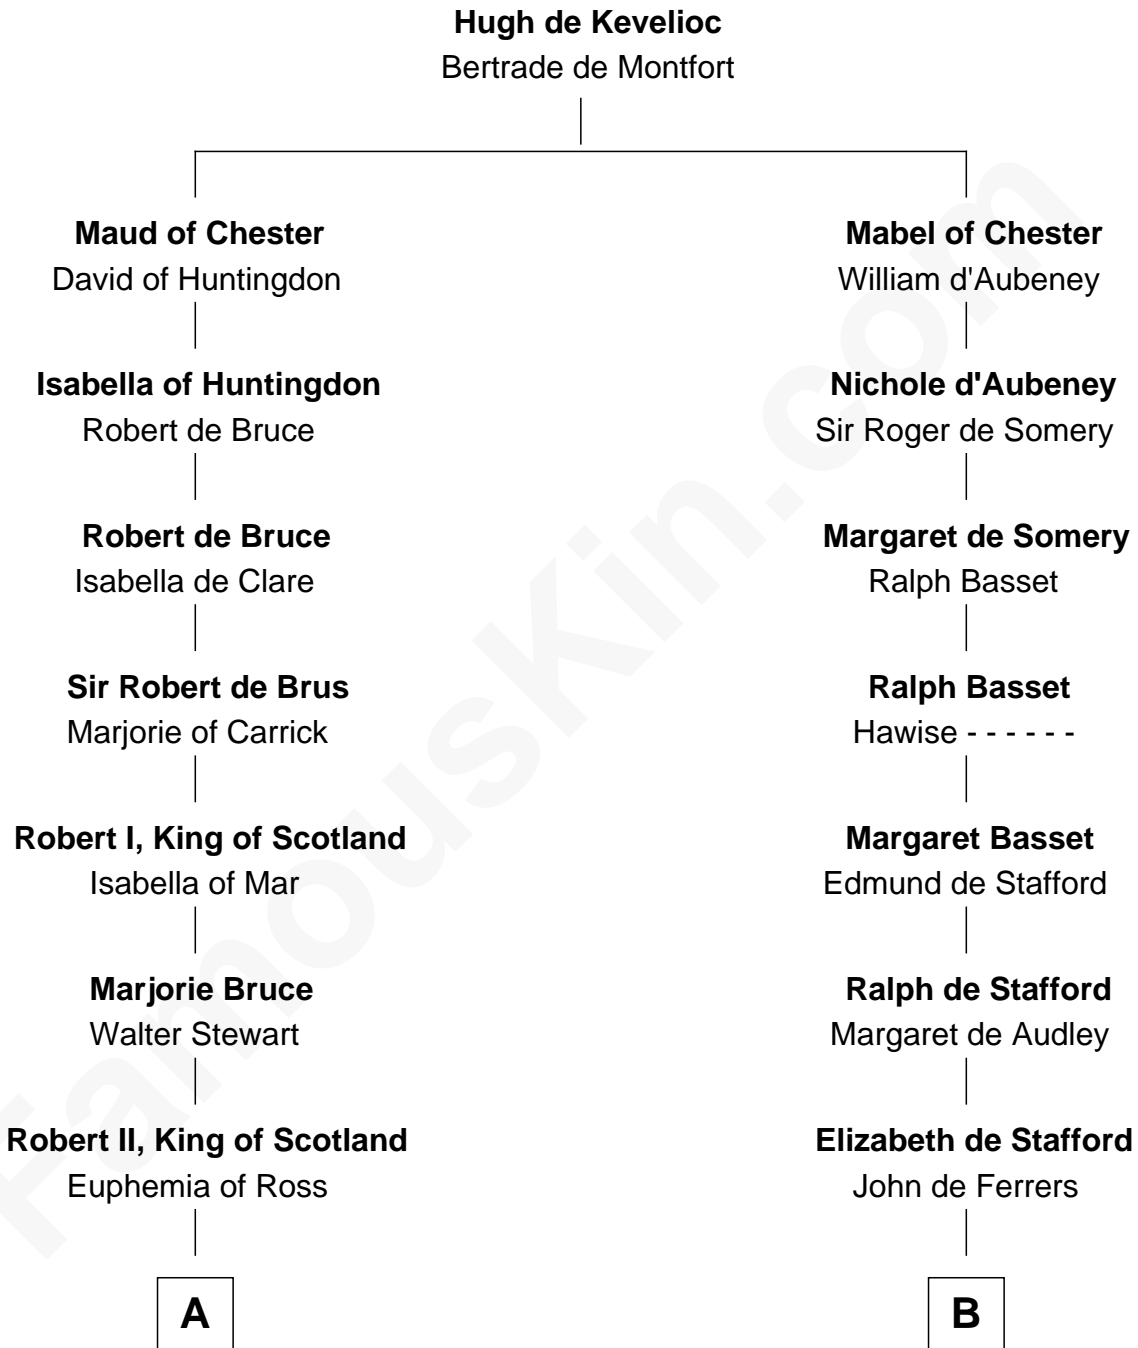 Hugh de Kevelioc
Bertrade de Montfort
Maud of Chester
David of Huntingdon
Mabel of Chester
William d'Aubeney
Isabella of Huntingdon
Robert de Bruce
Nichole d'Aubeney
Sir Roger de Somery
Robert de Bruce
Isabella de Clare
Margaret de Somery
Ralph Basset
Sir Robert de Brus
Marjorie of Carrick
Ralph Basset
Hawise - - - - - -
Robert I, King of Scotland
Isabella of Mar
Margaret Basset
Edmund de Stafford
Marjorie Bruce
Walter Stewart
Ralph de Stafford
Margaret de Audley
Robert II, King of Scotland
Euphemia of Ross
Elizabeth de Stafford
John de Ferrers
A
B
FamousKin.com